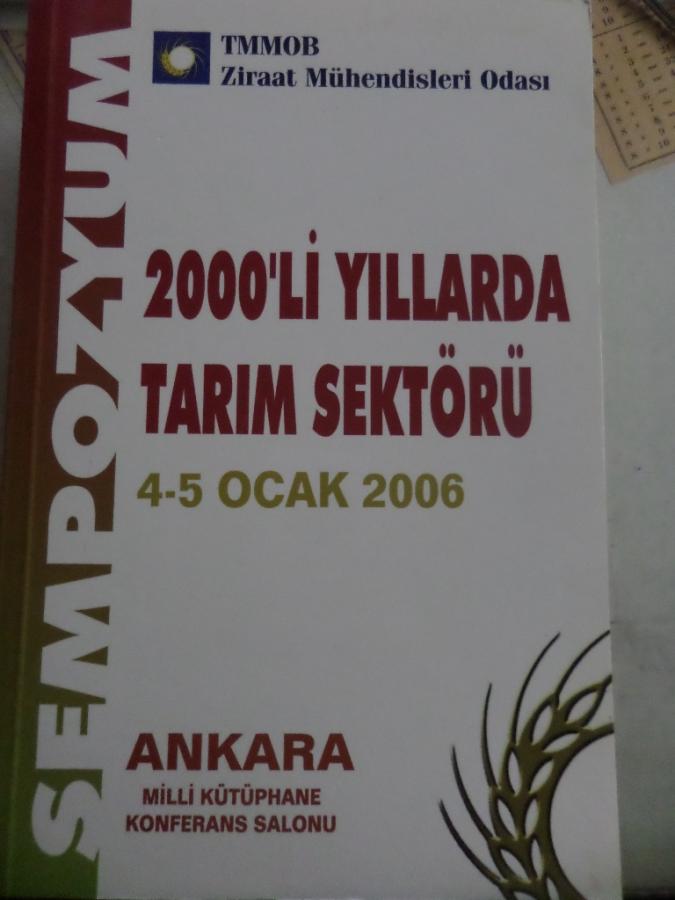 SEMPOZYUM
TMMOB
Ziraat Mühendisleri Odası
2000'Lİ YILLARDA
TARIM SEKTÖRÜ
4-5 OCAK 2006
ANKARA
MİLLİ KÜTÜPHANE
KONFERANS SALONU